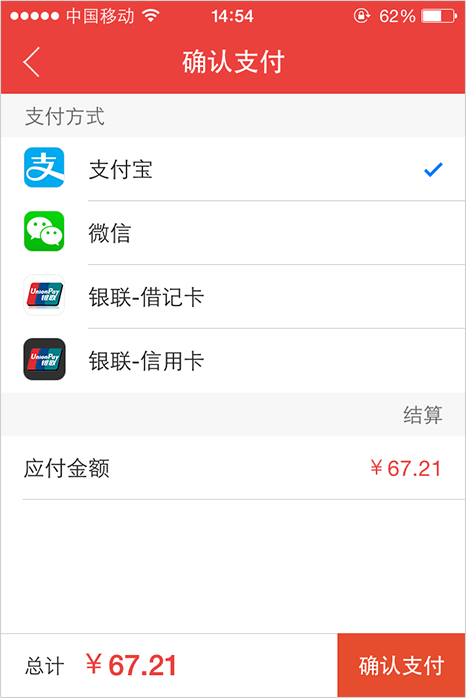 中国移动 14:54 62%
确认支付
支付方式
支 支付宝
微信
UnionPay 银联 银联-借记卡
UnionPay 银联 银联-信用卡
结算
应付金额 ￥67.21
总计 ￥67.21 确认支付